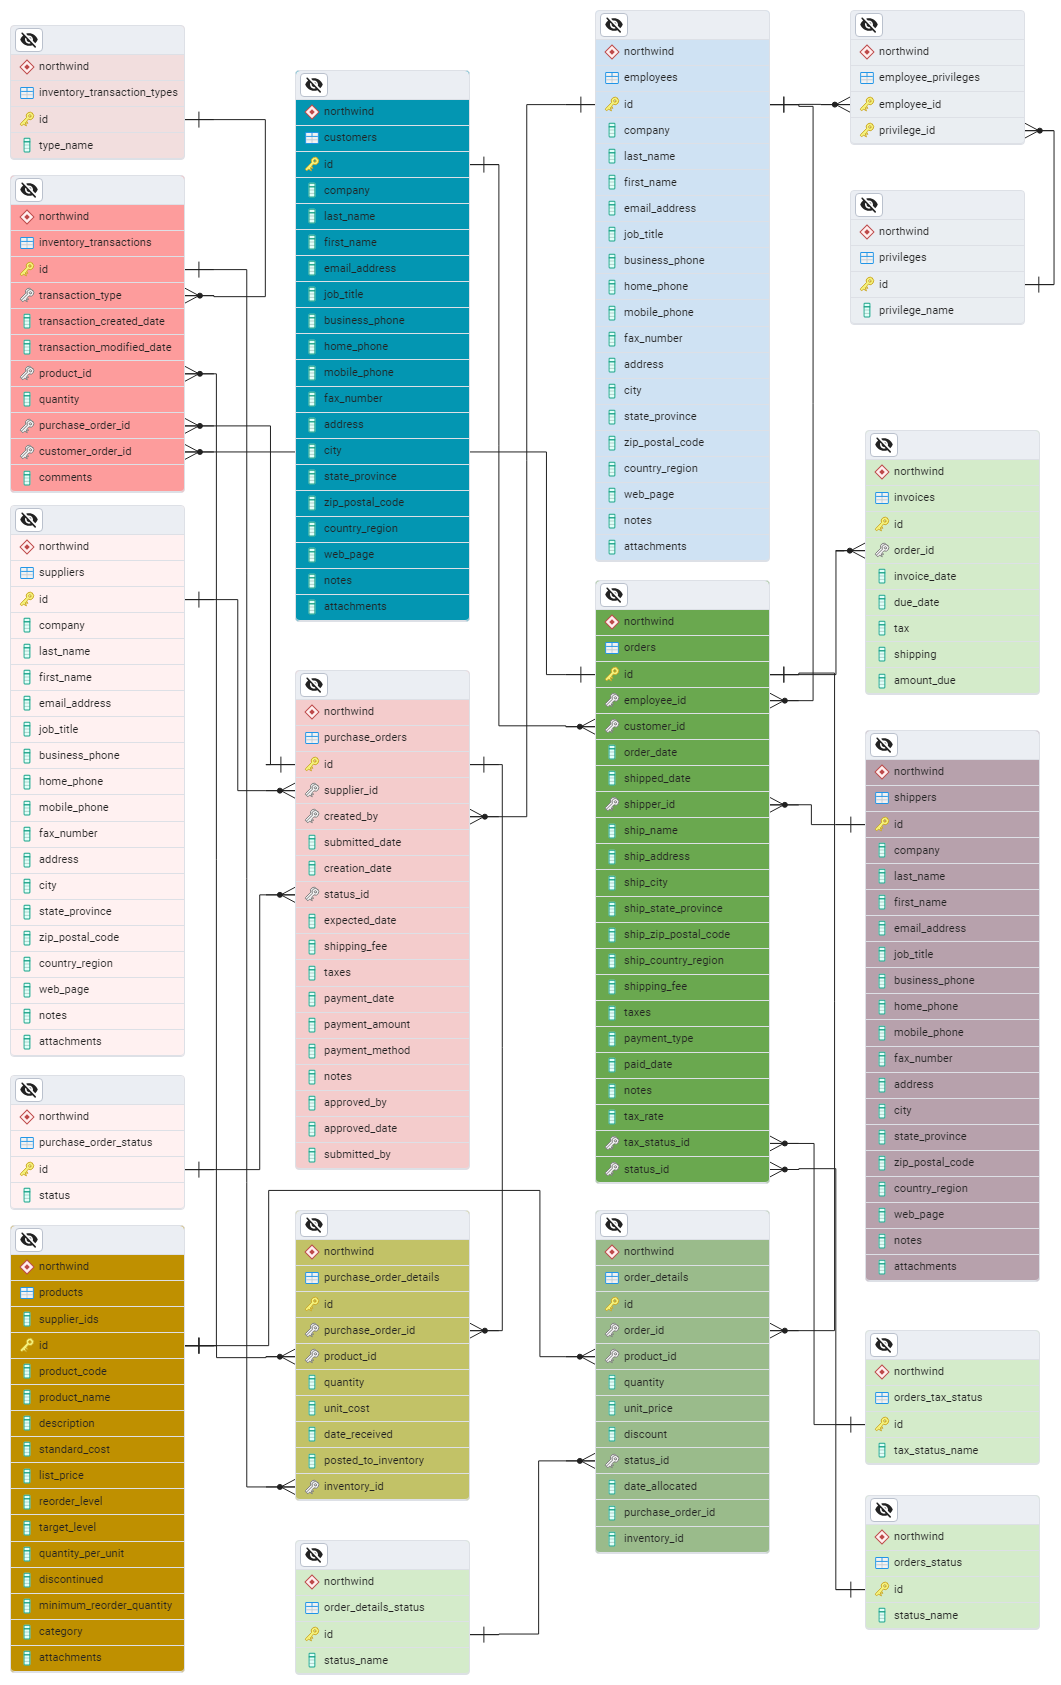 northwind
inventory_transaction_types
id
type_name
northwind
inventory_transactions
id
transaction_type
transaction_created_date
transaction_modified_date
product_id
quantity
purchase_order_id
customer_order_id
comments
northwind
suppliers
id
company
last_name
first_name
email_address
job_title
business_phone
home_phone
mobile_phone
fax_number
address
city
state_province
zip_postal_code
country_region
web_page
notes
attachments
northwind
purchase_order_status
id
status
northwind
products
supplier_ids
id
product_code
product_name
description
standard_cost
list_price
reorder_level
target_level
quantity_per_unit
discontinued
minimum_reorder_quantity
category
attachments
northwind
customers
id
company
last_name
first_name
email_address
job_title
business_phone
home_phone
mobile_phone
fax_number
address
city
state_province
zip_postal_code
country_region
web_page
notes
attachments
northwind
purchase_orders
id
supplier_id
created_by
submitted_date
creation_date
status_id
expected_date
shipping_fee
taxes
payment_date
payment_amount
payment_method
notes
approved_by
approved_date
submitted_by
northwind
purchase_order_details
id
purchase_order_id
product_id
quantity
unit_cost
date_received
posted_to_inventory
inventory_id
northwind
order_details_status
id
status_name
northwind
employees
id
company
last_name
first_name
email_address
job_title
business_phone
home_phone
mobile_phone
fax_number
address
city
state_province
zip_postal_code
country_region
web_page
notes
attachments
northwind
orders
id
employee_id
customer_id
order_date
shipped_date
shipper_id
ship_name
ship_address
ship_city
ship_state_province
ship_zip_postal_code
ship_country_region
shipping_fee
taxes
payment_type
paid_date
notes
tax_rate
tax_status_id
status_id
northwind
order_details
id
order_id
product_id
quantity
unit_price
discount
status_id
date_allocated
purchase_order_id
inventory_id
northwind
employee_privileges
employee_id
privilege_id
northwind
privileges
id
privilege_name
northwind
invoices
id
order_id
invoice_date
due_date
tax
shipping
amount_due
northwind
shippers
id
company
last_name
first_name
email_address
job_title
business_phone
home_phone
mobile_phone
fax_number
address
city
state_province
zip_postal_code
country_region
web_page
notes
attachments
northwind
orders_tax_status
id
tax_status_name
northwind
orders_status
id
status_name